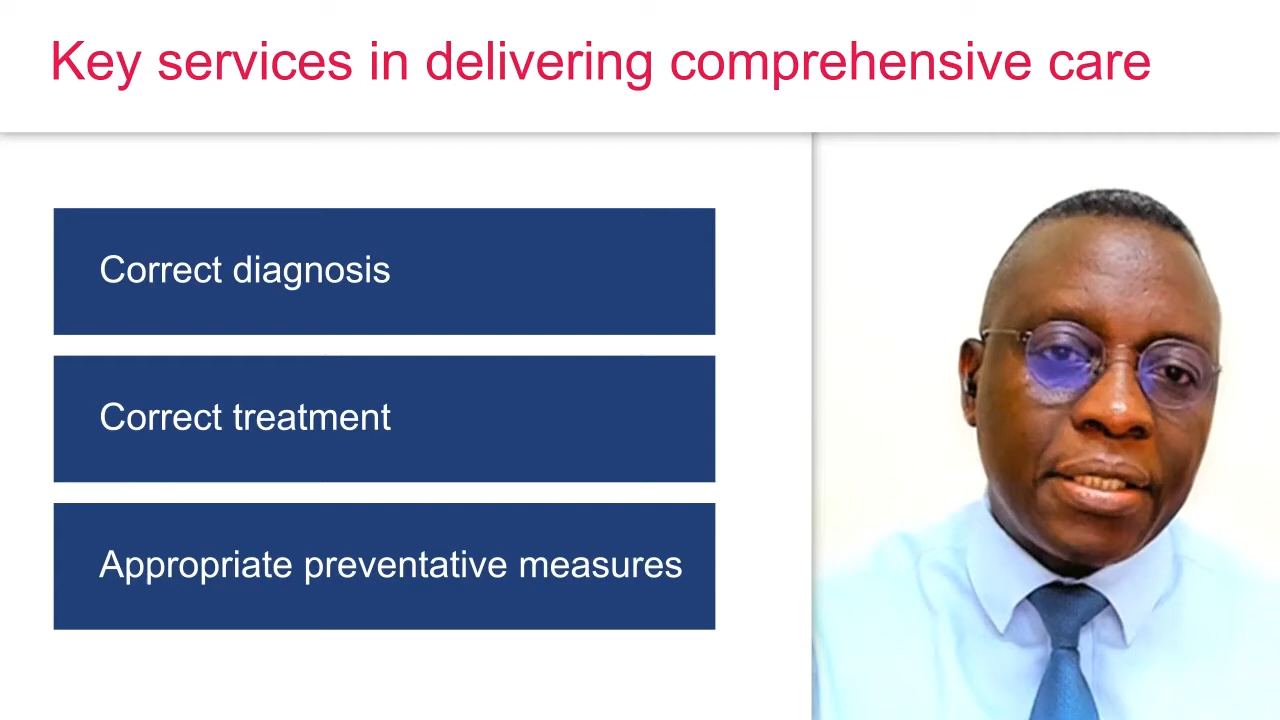 Key services in delivering comprehensive care
Correct diagnosis
Correct treatment
Appropriate preventative measures